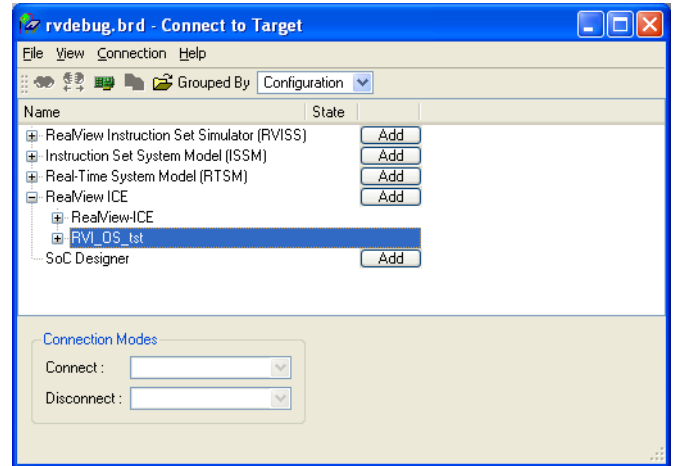 rvdebug.brd - Connect to Target
File View Connection Help
Grouped By Configuration
Name State
RealView Instruction Set Simulator (RVISS) Add
Instruction Set System Model (ISSM) Add
Real-Time System Model (RTSM) Add
RealView ICE Add
RealView-ICE
RVI_OS_tst
SoC Designer Add
Connection Modes
Connect :
Disconnect :